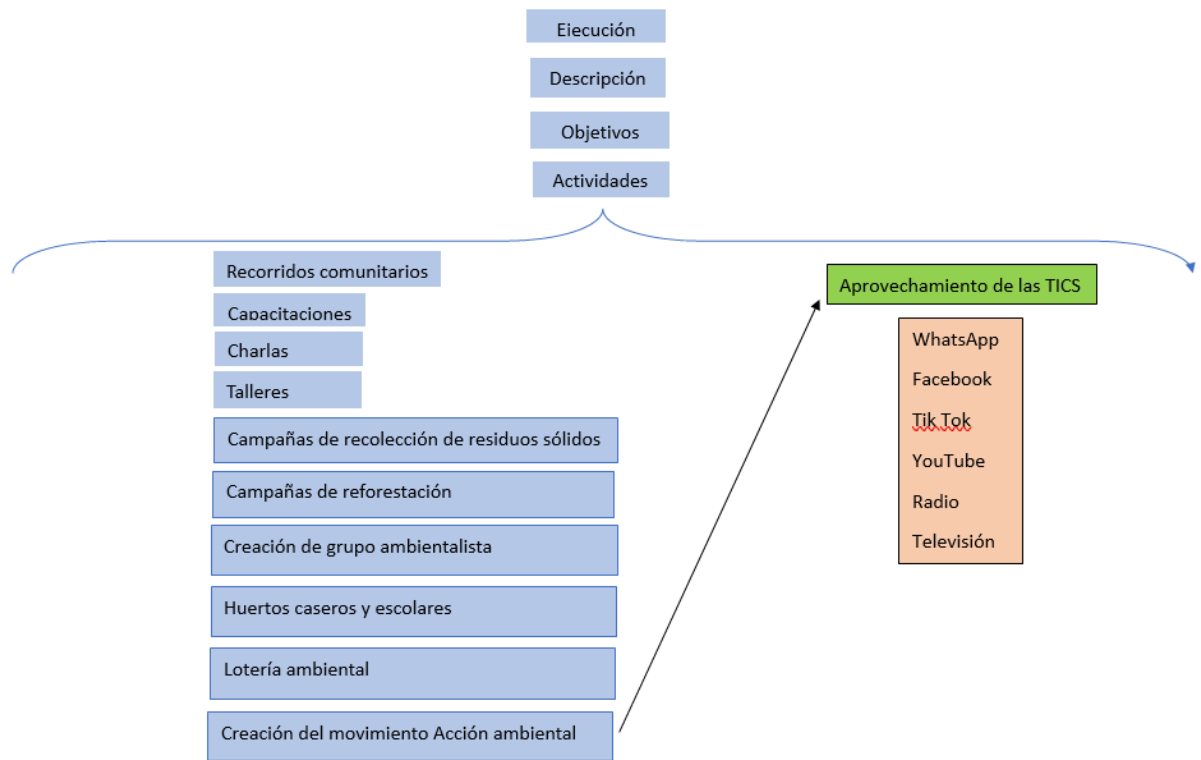 Ejecución
Descripción
Objetivos
Actividades
Recorridos comunitarios
Capacitaciones
Charlas
Talleres
Campañas de recolección de residuos sólidos
Campañas de reforestación
Creación de grupo ambientalista
Huertos caseros y escolares
Lotería ambiental
Creación del movimiento Acción ambiental
Aprovechamiento de las TICS
WhatsApp
Facebook
Tik Tok
YouTube
Radio
Televisión